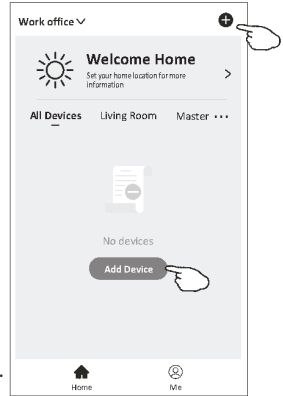 Work office
Welcome Home
Set your home location for more
information
All Devices Living Room Master ...
No devices
Add Device
Home Me